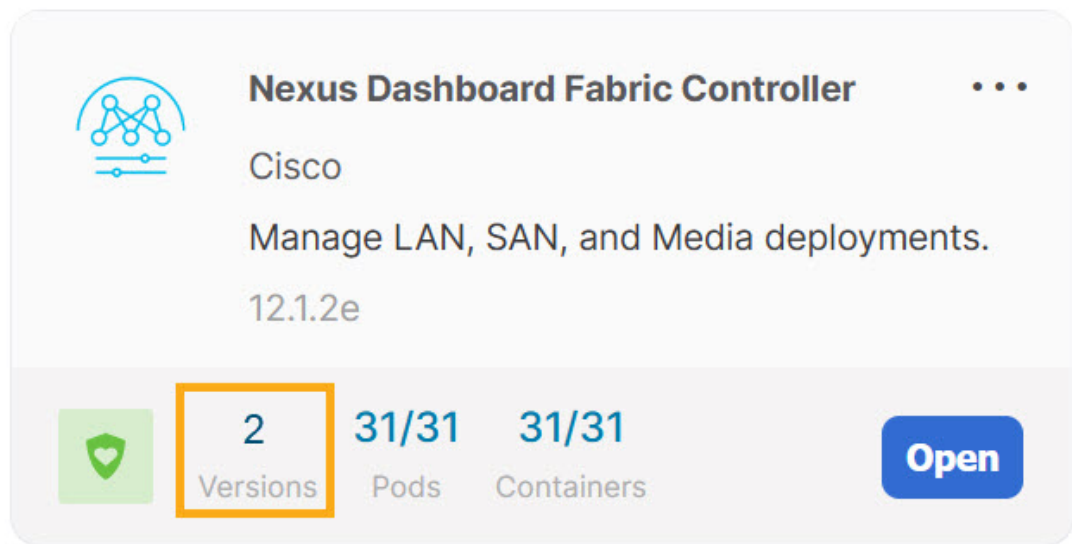 Nexus Dashboard Fabric Controller
Cisco
Manage LAN, SAN, and Media deployments.
12.1.2e
2 31/31 31/31
Versions Pods Containers
Open